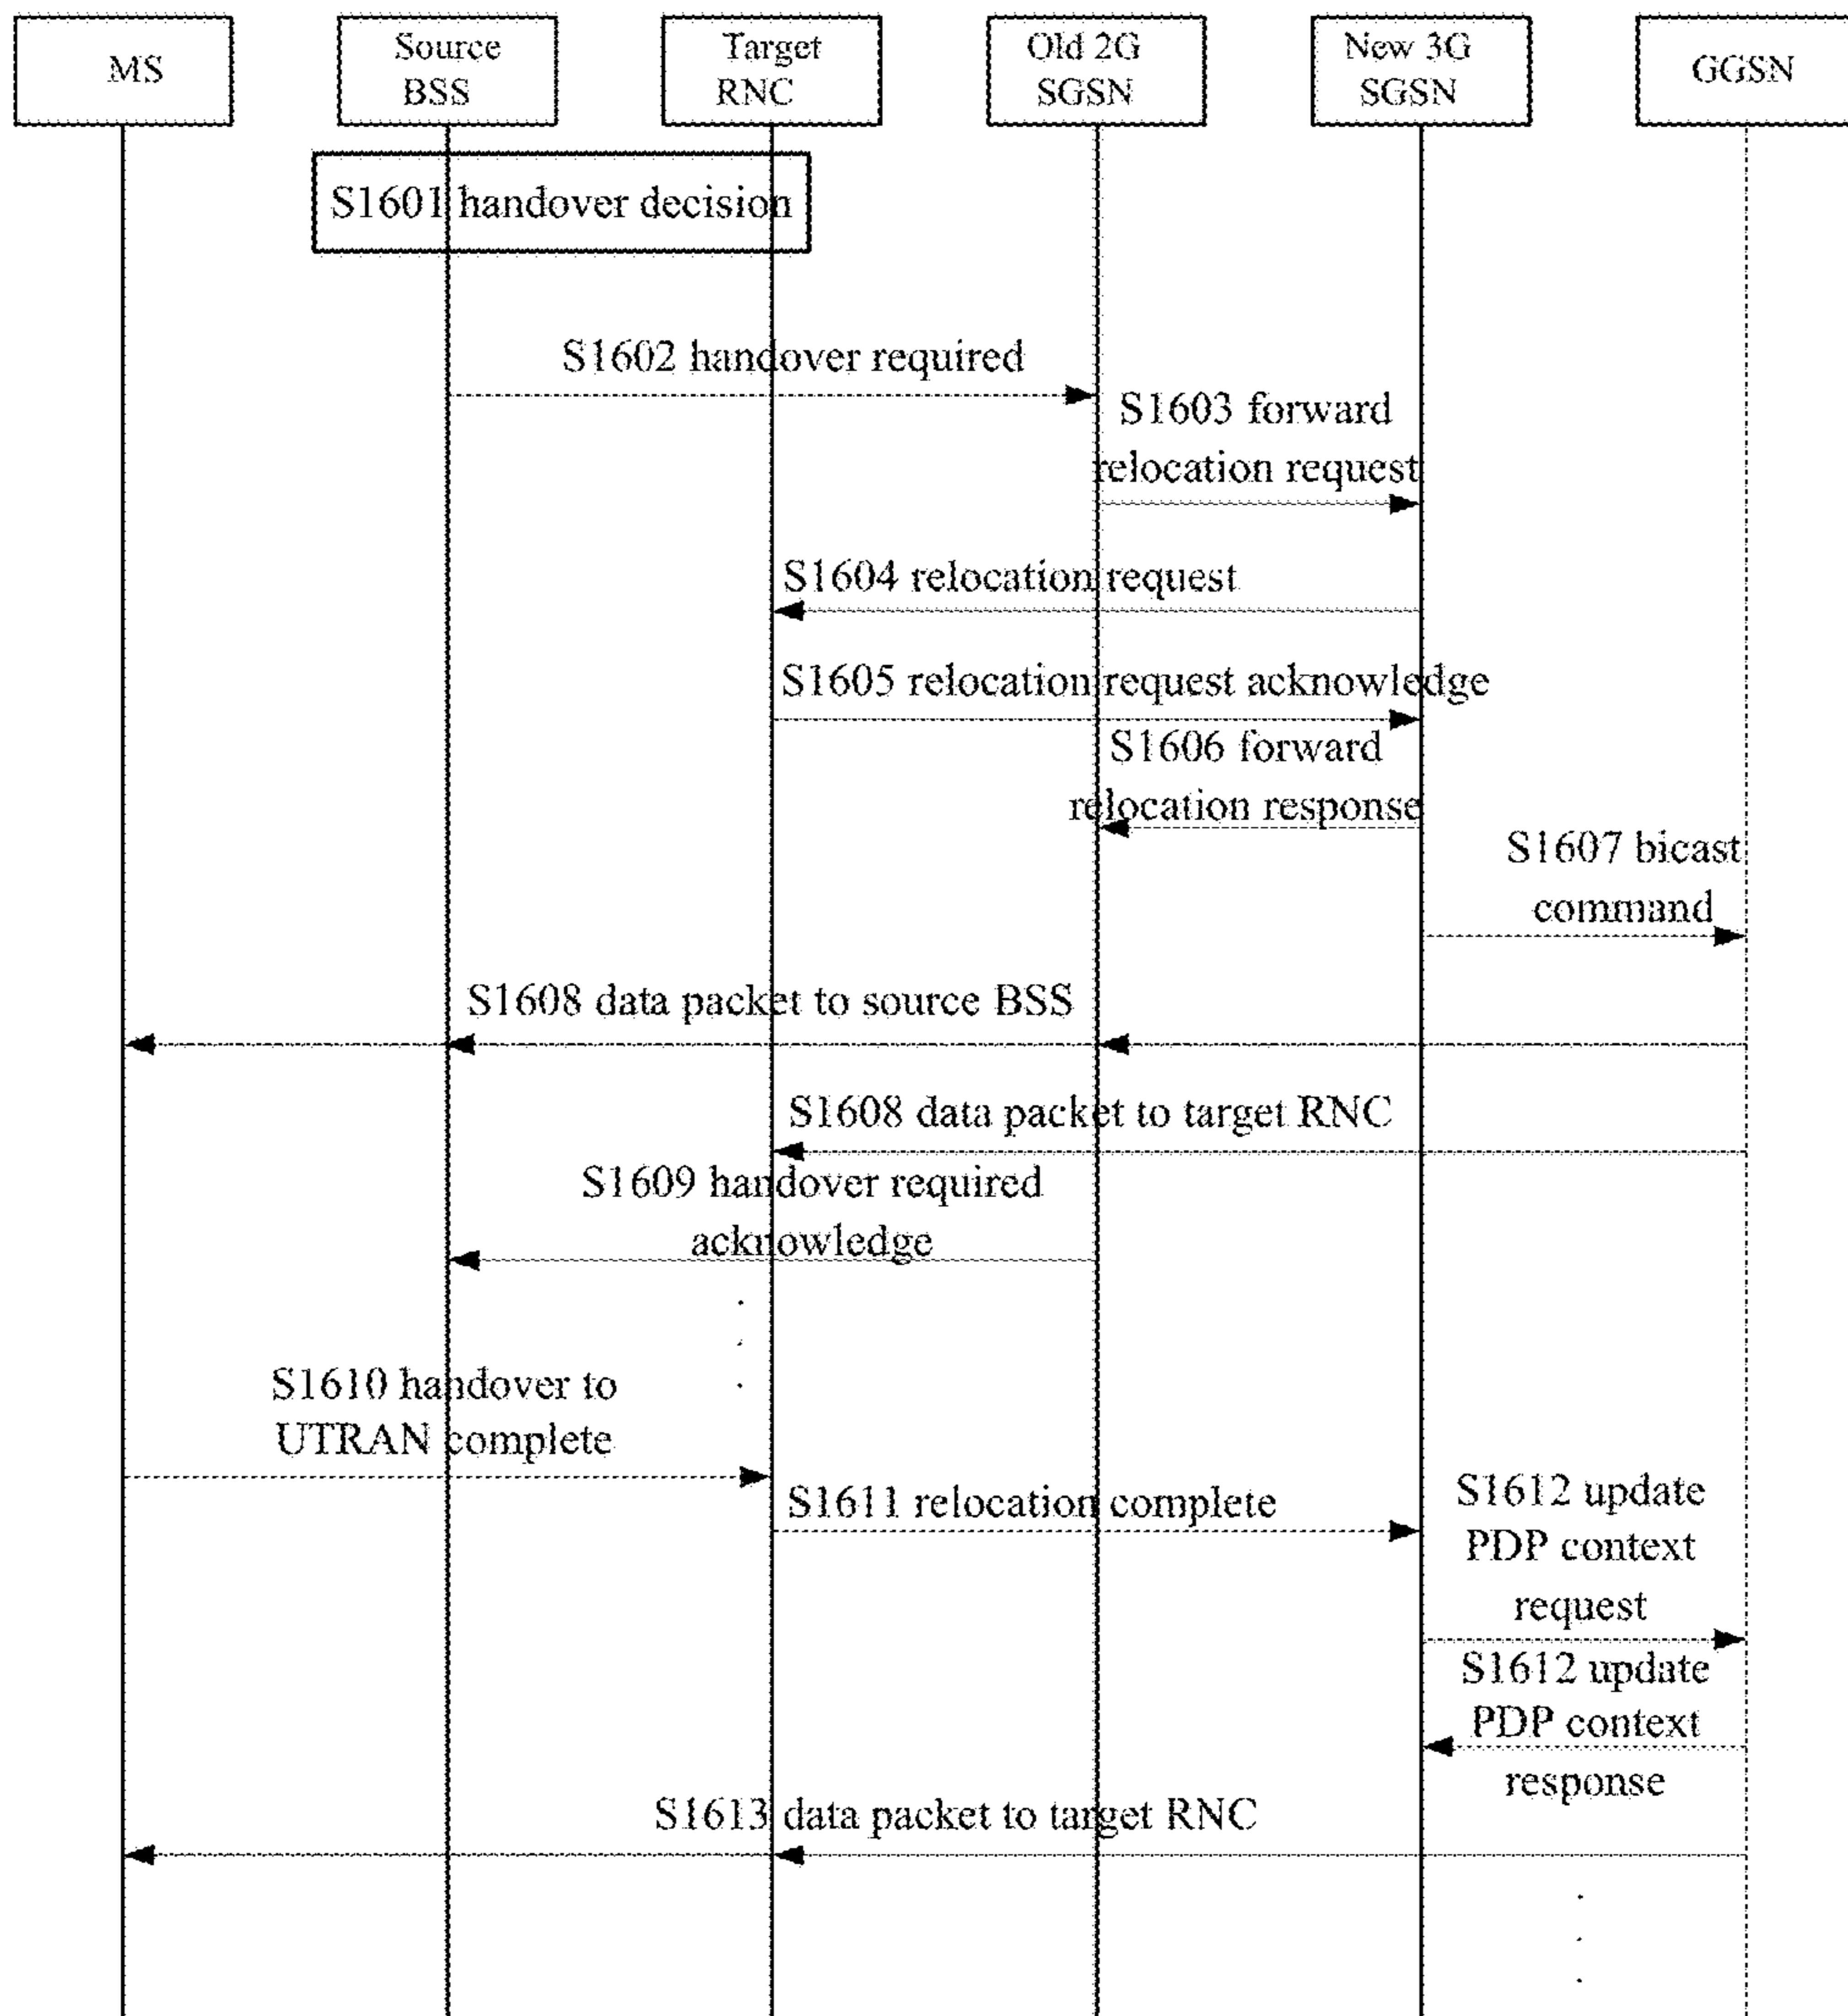 MS
Source
BSS
Target
RNC
Old 2G
SGSN
New 3G
SGSN
GGSN
S1601 handover decision
S1602 handover required
S1603 forward
relocation request
S1604 relocation request
S1605 relocation request acknowledge
S1606 forward
relocation response
S1607 bicast
command
S1608 data packet to source BSS
S1608 data packet to target RNC
S1609 handover required
acknowledge
S1610 handover to
UTRAN complete
S1611 relocation complete
S1612 update
PDP context
request
S1612 update
PDP context
response
S1613 data packet to target RNC